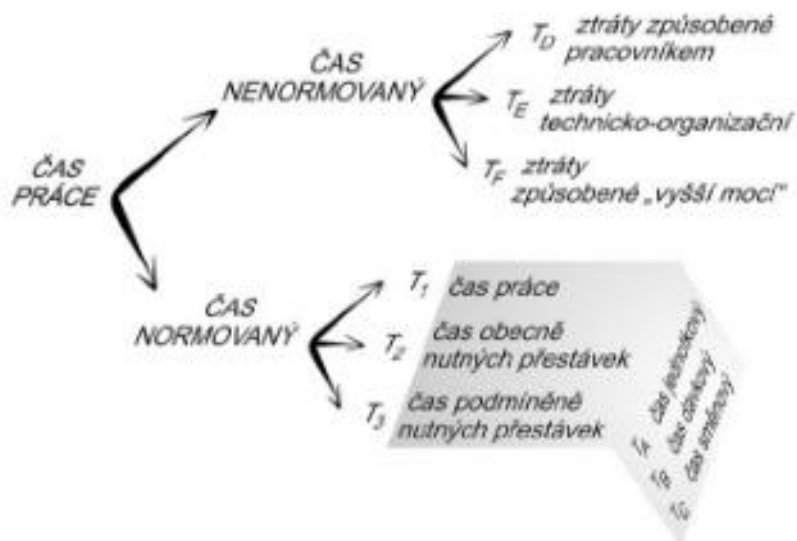 ČAS
PRÁCE
ČAS
NENORMOVANÝ
T_D ztráty způsobené
pracovníkem
T_E ztráty
technicko-organizační
T_F ztráty
způsobené „vyšší mocí“
ČAS
NORMOVANÝ
T_1 čas práce
T_2 čas obecně
nutných přestávek
T_3 čas podmíněně
nutných přestávek
T_A čas jednotkový
T_B čas dávkový
čas směnový